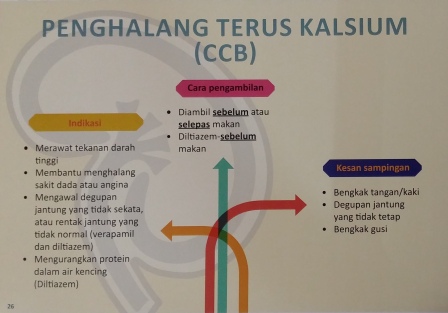 PENGHALANG TERUS KALSIUM
(CCB)
Cara pengambilan
• Diambil sebelum atau
selepas makan
• Diltiazem-sebelum
makan
Indikasi
• Merawat tekanan darah
tinggi
• Membantu menghalang
sakit dada atau angina
• Mengawal degupan
jantung yang tidak sekata,
atau rentak jantung yang
tidak normal (verapamil
dan diltiazem)
• Mengurangkan protein
dalam air kencing
(Diltiazem)
Kesan sampingan
• Bengkak tangan/kaki
• Degupan jantung
yang tidak tetap
• Bengkak gusi
26